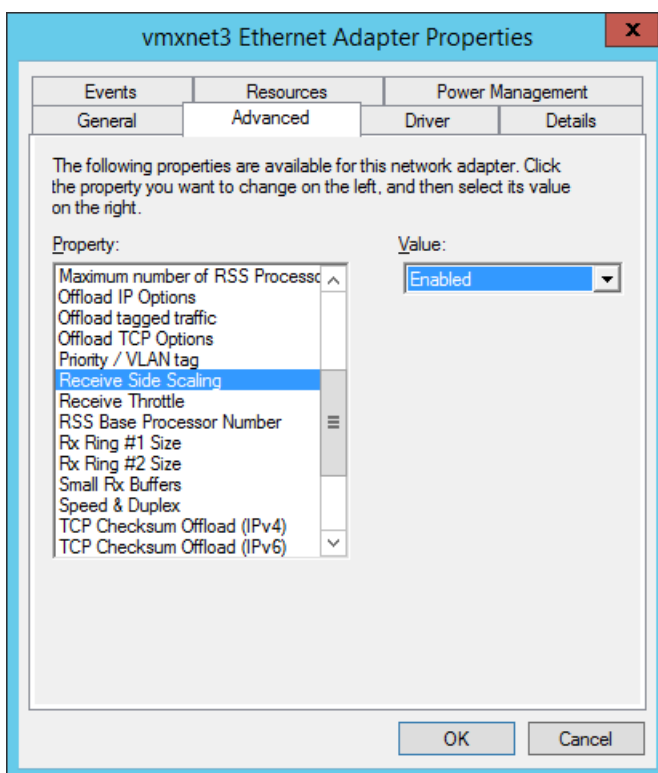 vmxnet3 Ethernet Adapter Properties
x
Events Resources Power Management
General Advanced Driver Details
The following properties are available for this network adapter. Click
the property you want to change on the left, and then select its value
on the right.
Property: Value:
Maximum number of RSS Processo
Enabled
Offload IP Options
Offload tagged traffic
Offload TCP Options
Priority / VLAN tag
Receive Side Scaling
Receive Throttle
RSS Base Processor Number
Rx Ring #1 Size
Rx Ring #2 Size
Small Rx Buffers
Speed & Duplex
TCP Checksum Offload (IPv4)
TCP Checksum Offload (IPv6)
OK Cancel